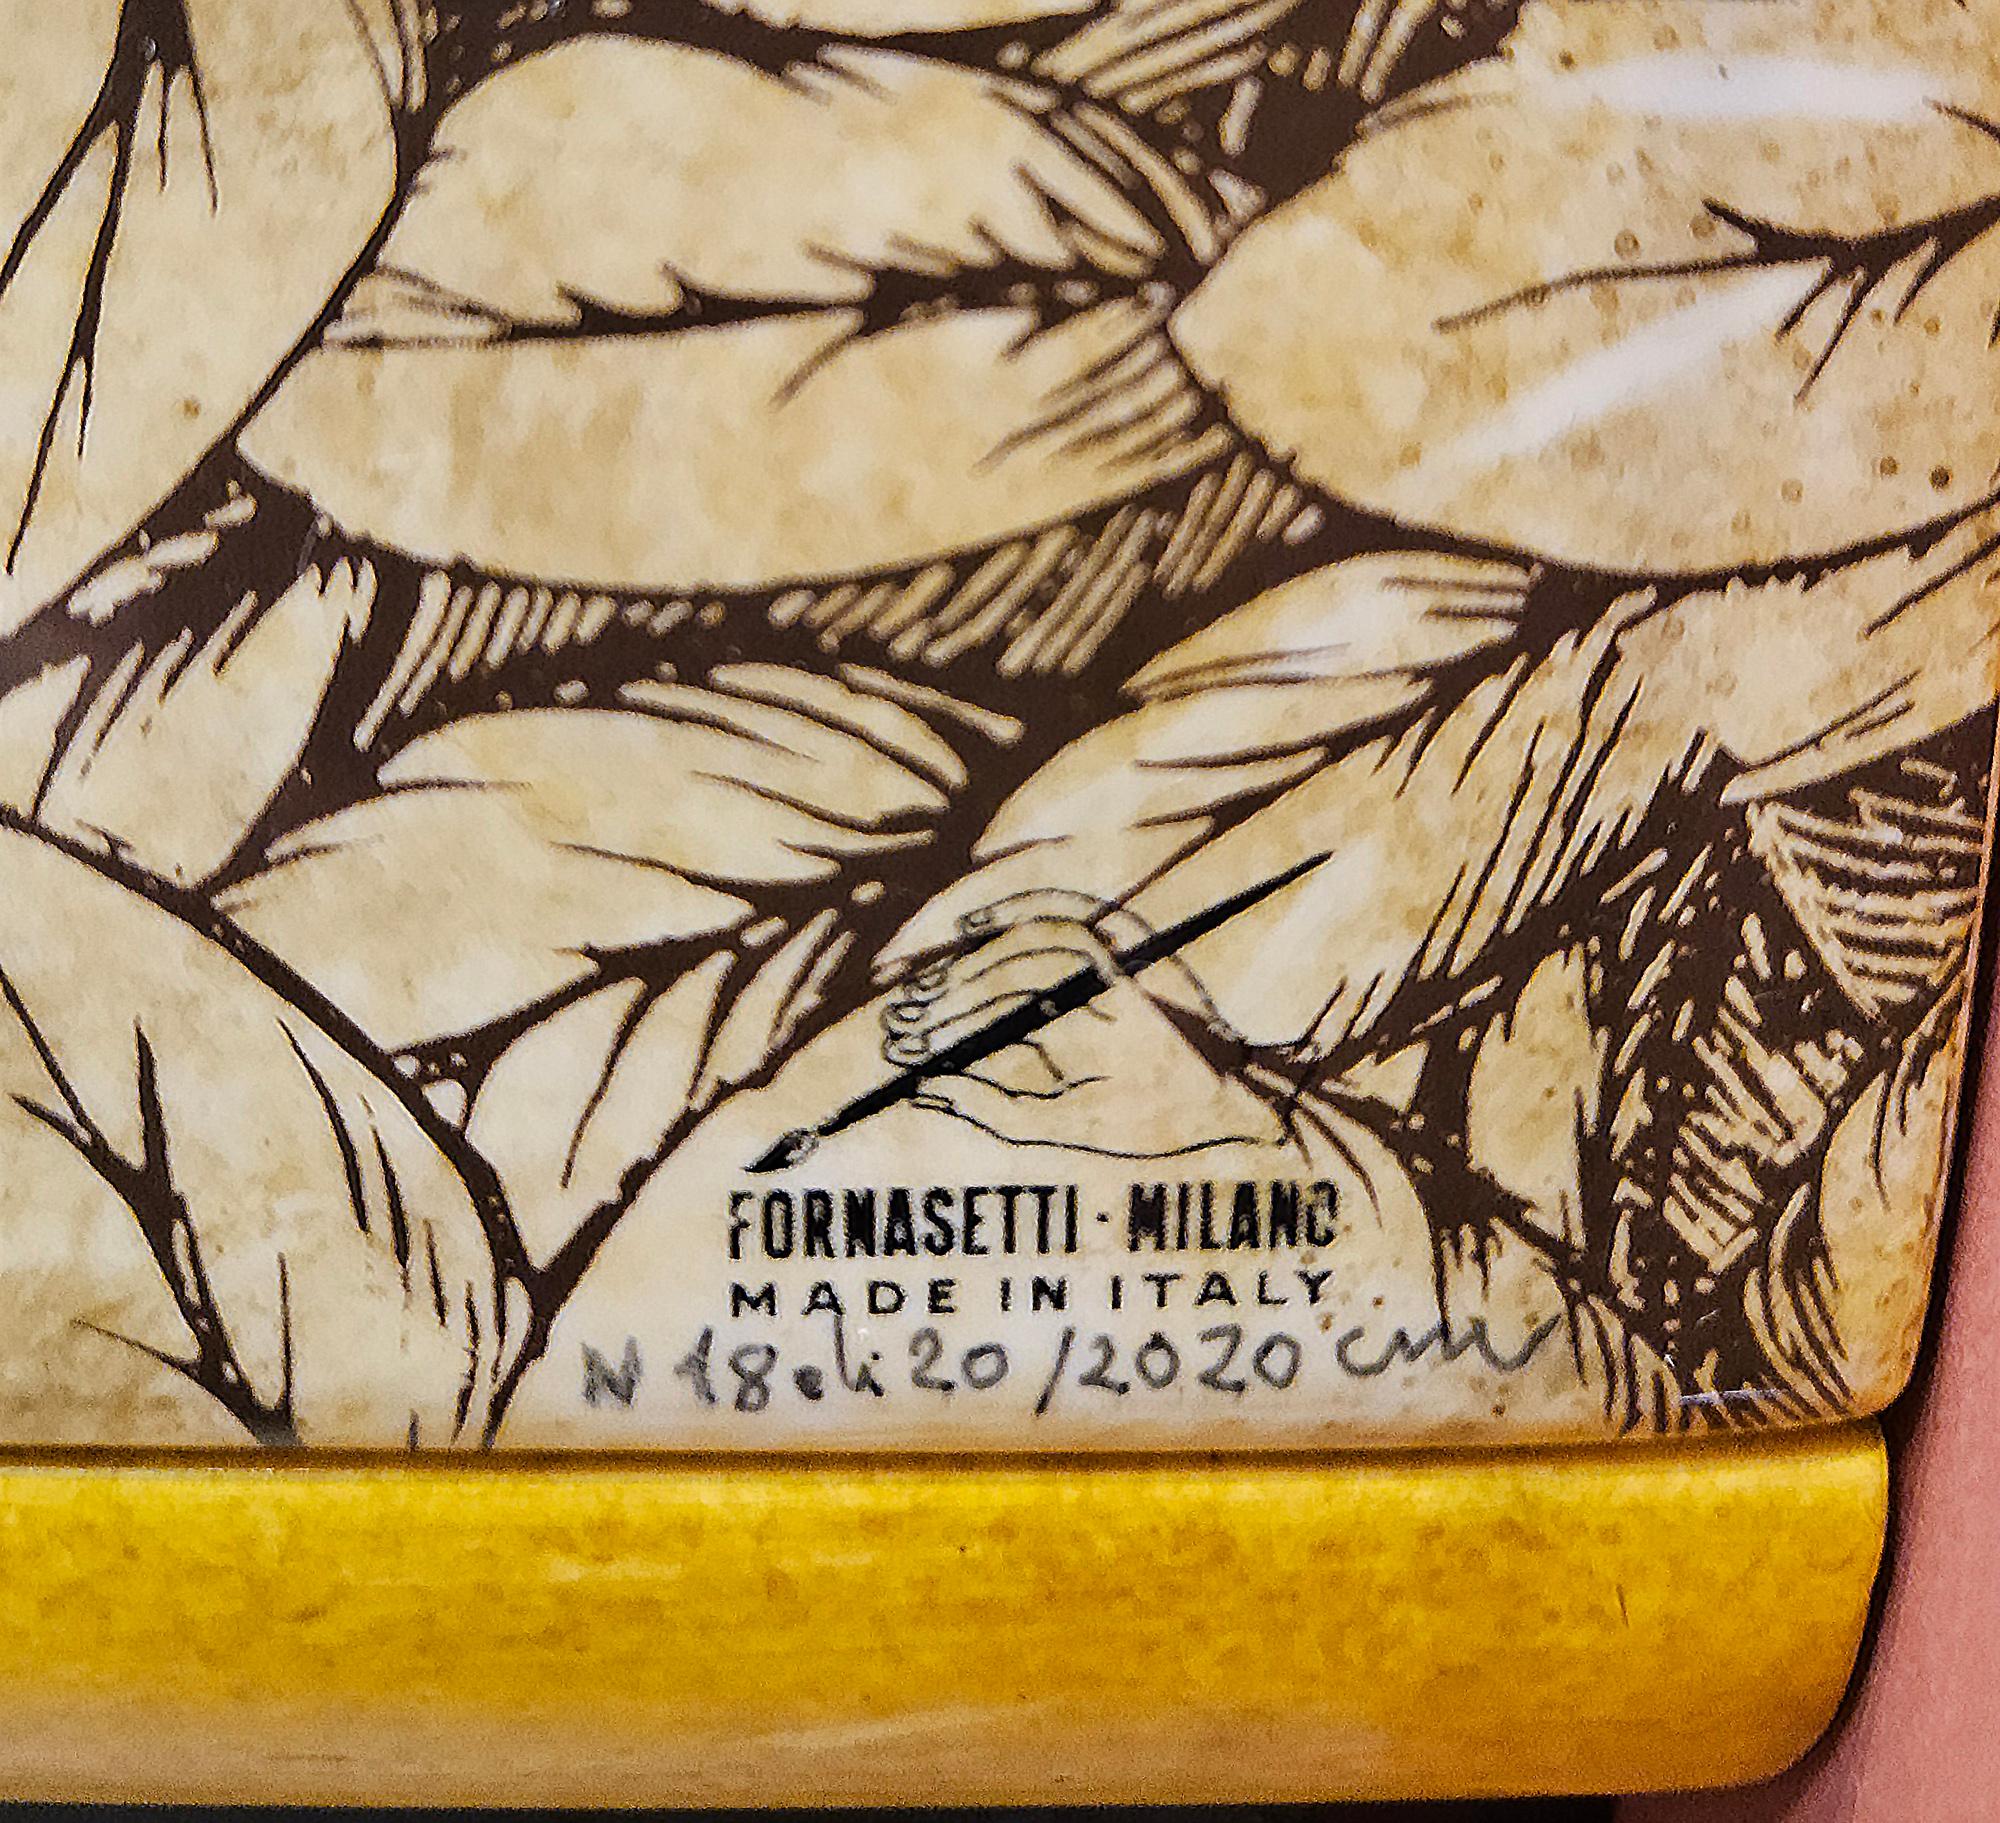 FORNASETTI · MILANO
MADE IN ITALY
N 18 di 20 / 2020